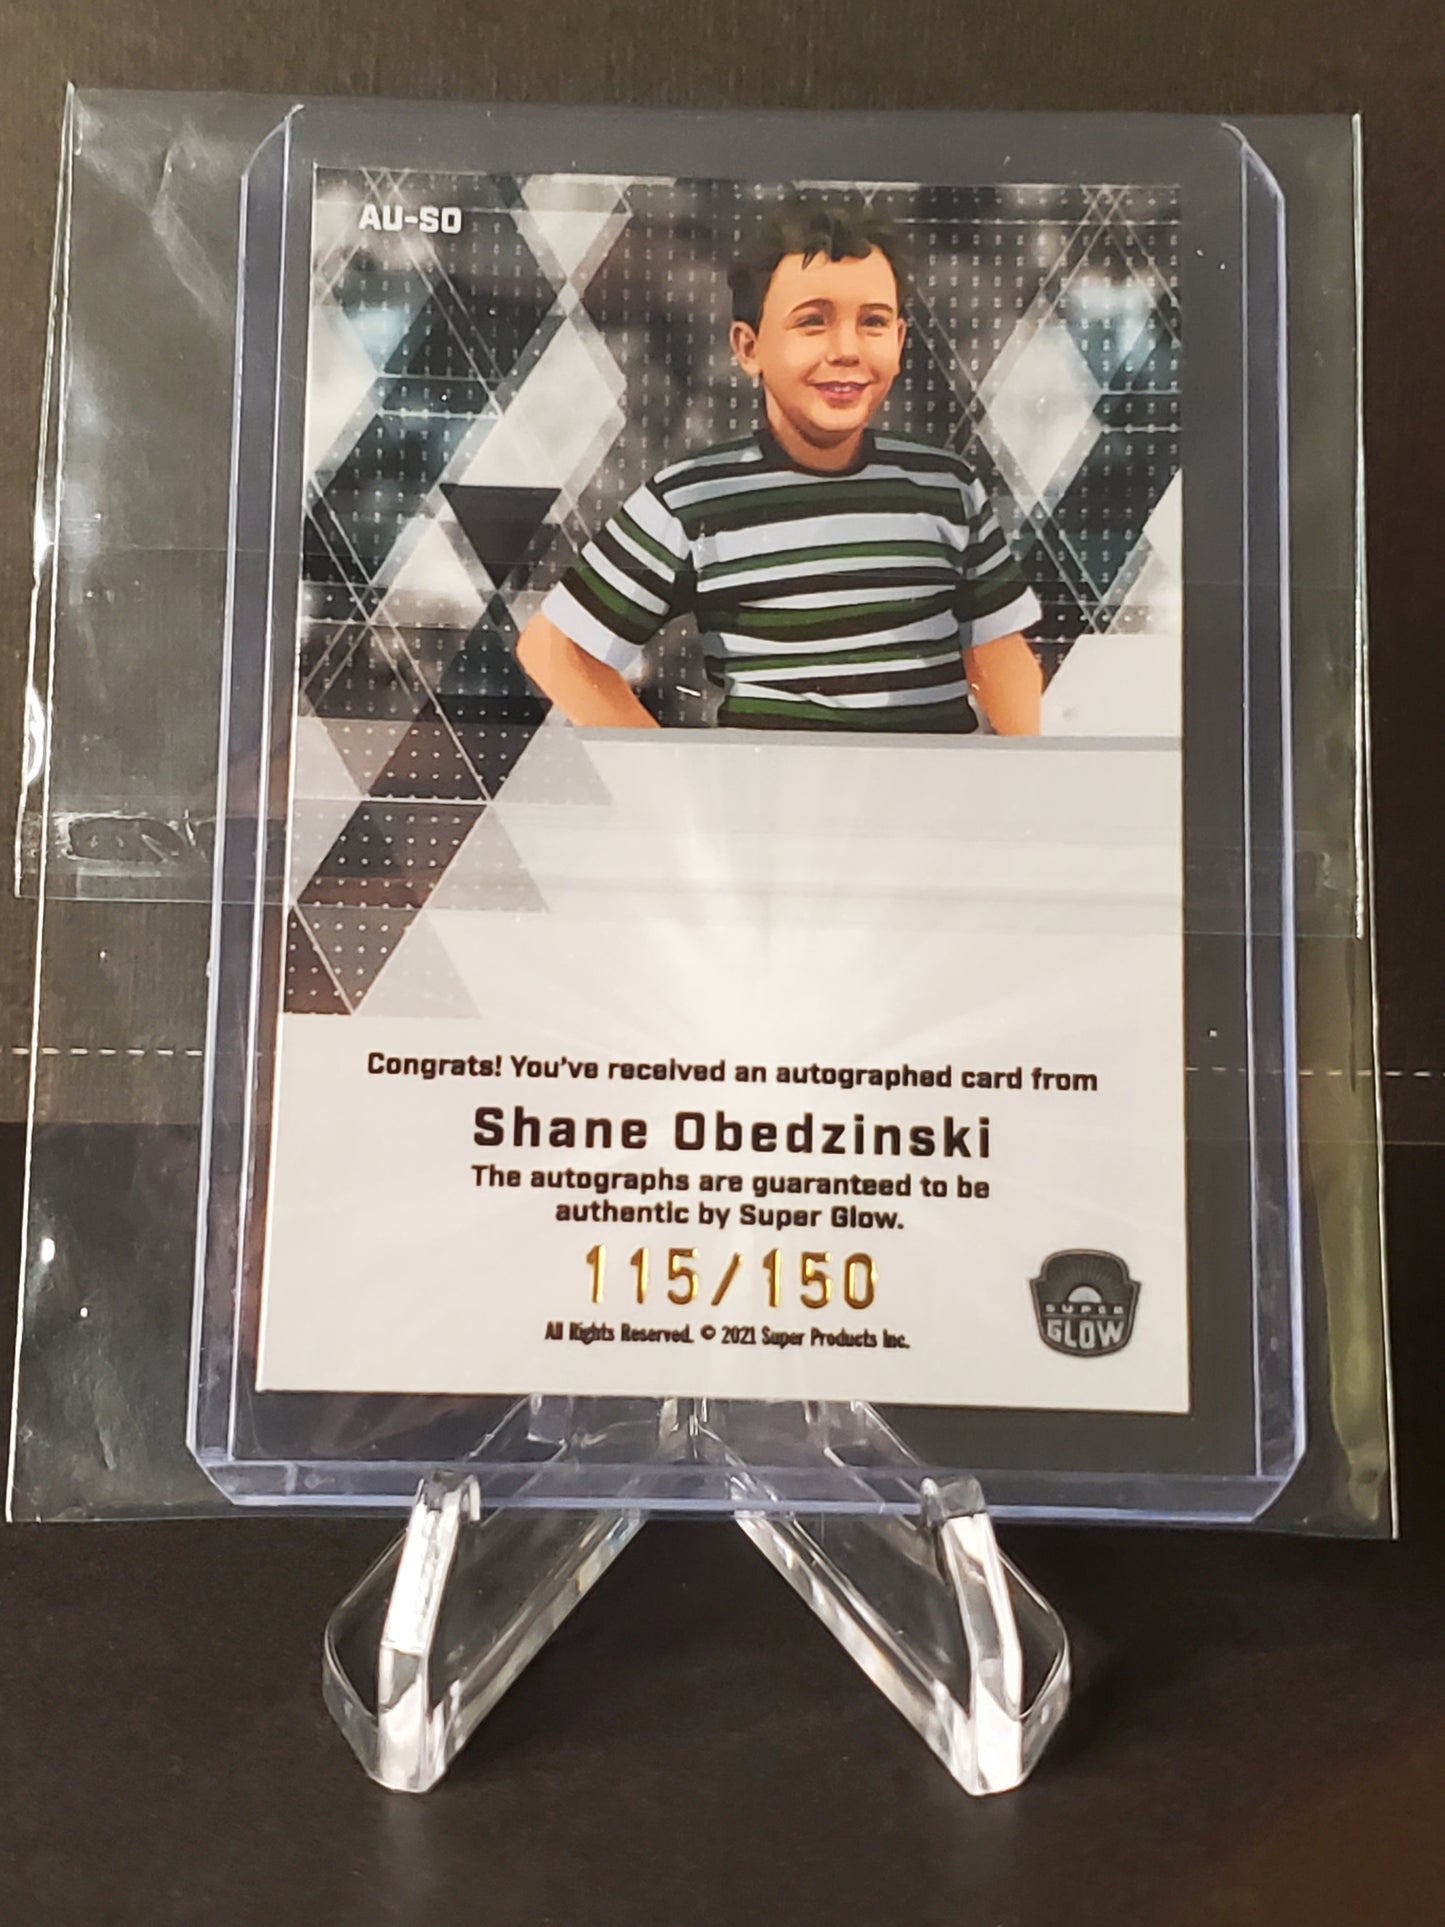 AU-SO
Congrats! You've received an autographed card from
Shane Obedzinski
The autographs are guaranteed to be
authentic by Super Glow.
115/150
All Rights Reserved. © 2021 Super Products Inc.
SUPER
GLOW